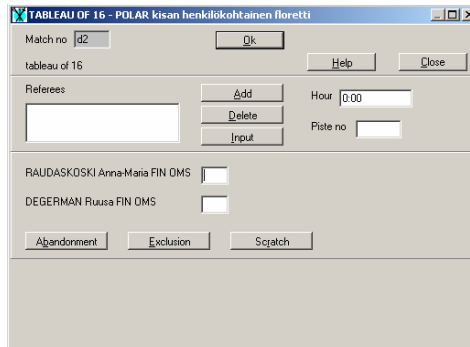 TABLEAU OF 16 - POLAR kisan henkilökohtainen floretti
Match no d2 Ok
tableau of 16 Help Close
Referees Add Hour 0:00
Delete
Input Piste no
RAUDASKOSKI Anna-Maria FIN OMS
DEGERMAN Ruusa FIN OMS
Abandonment Exclusion Scratch